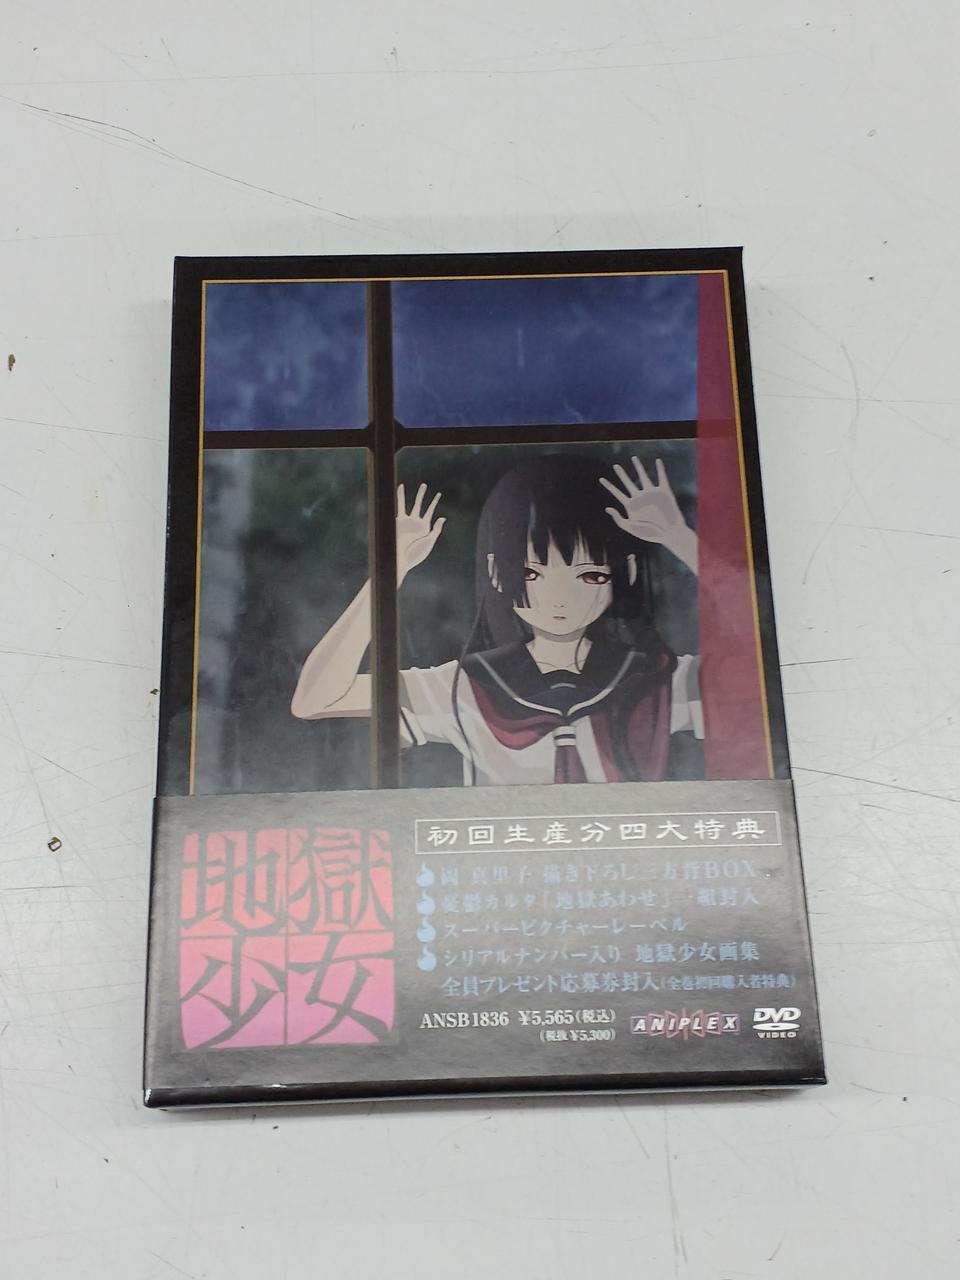 地獄
少女
初回生産分四大特典
岡 真里子 描き下ろし三方背BOX
憂鬱カルタ「地獄あわせ」一組封入
スーパーピクチャーレーベル
シリアルナンバー入り 地獄少女画集
全員プレゼント応募券封入(全巻初回購入者特典)
ANSB1836 ¥5,565(税込)
(税抜 ¥5,300)
ANIPLEX
DVD
VIDEO